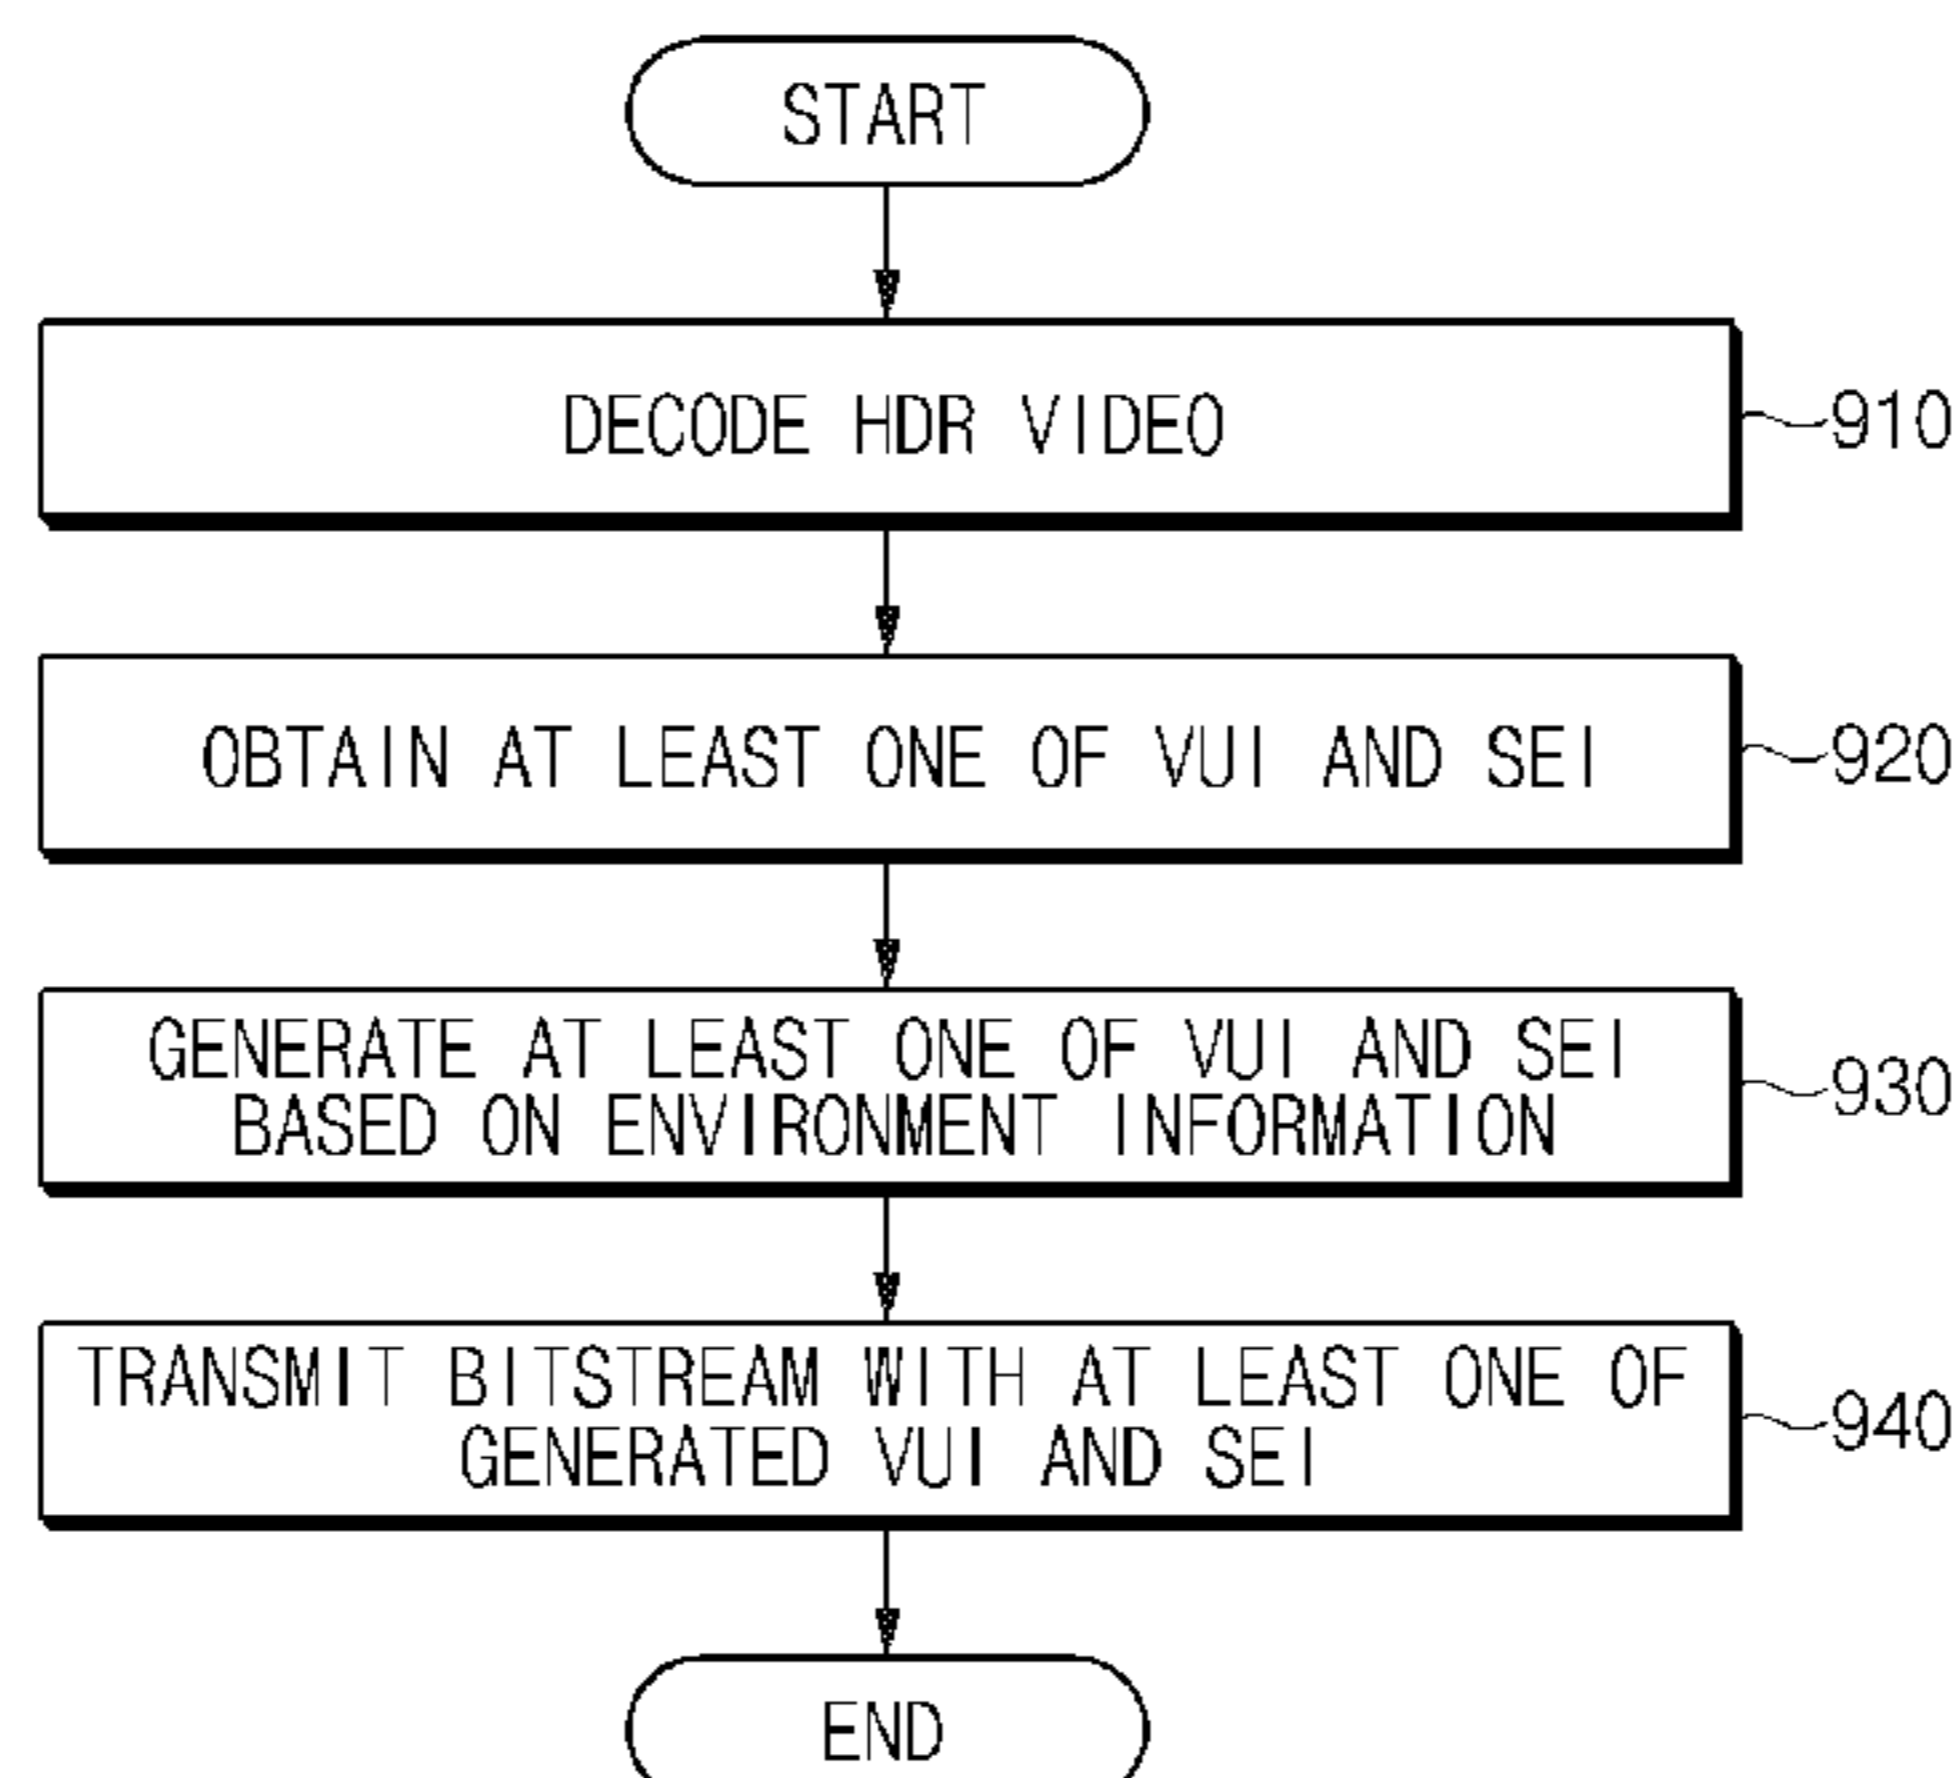 START
DECODE HDR VIDEO
910
OBTAIN AT LEAST ONE OF VUI AND SEI
920
GENERATE AT LEAST ONE OF VUI AND SEI
BASED ON ENVIRONMENT INFORMATION
930
TRANSMIT BITSTREAM WITH AT LEAST ONE OF
GENERATED VUI AND SEI
940
END